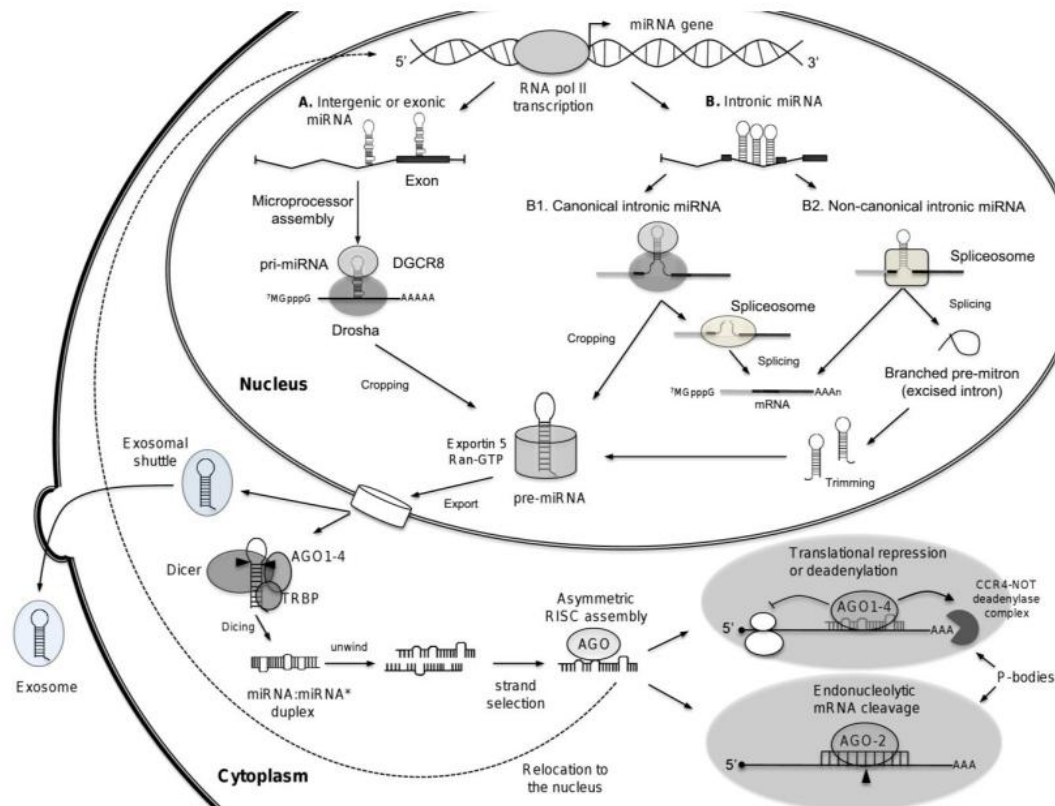 miRNA gene
5'
3'
RNA pol II
transcription
A. Intergenic or exonic
miRNA
B. Intronic miRNA
Exon
Microprocessor
assembly
B1. Canonical intronic miRNA
B2. Non-canonical intronic miRNA
pri-miRNA
DGCR8
7MGpppG
AAAAA
Drosha
Spliceosome
Spliceosome
Splicing
Cropping
Splicing
Cropping
7MGpppG
AAAn
mRNA
Branched pre-mitron
(excised intron)
Nucleus
Exosomal
shuttle
Exportin 5
Ran-GTP
Trimming
Export
pre-miRNA
Dicer
AGO1-4
TRBP
Dicing
unwind
miRNA:miRNA*
duplex
strand
selection
Asymmetric
RISC assembly
AGO
Translational repression
or deadenylation
CCR4-NOT
deadenylase
complex
AGO1-4
5'
AAA
P-bodies
Endonucleolytic
mRNA cleavage
AGO-2
5'
AAA
Exosome
Relocation to
the nucleus
Cytoplasm